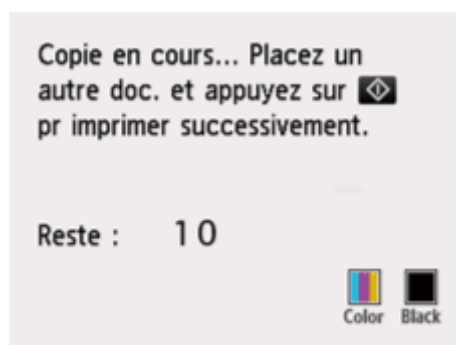 Copie en cours... Placez un
autre doc. et appuyez sur
pr imprimer successivement.
Reste : 10
Color Black